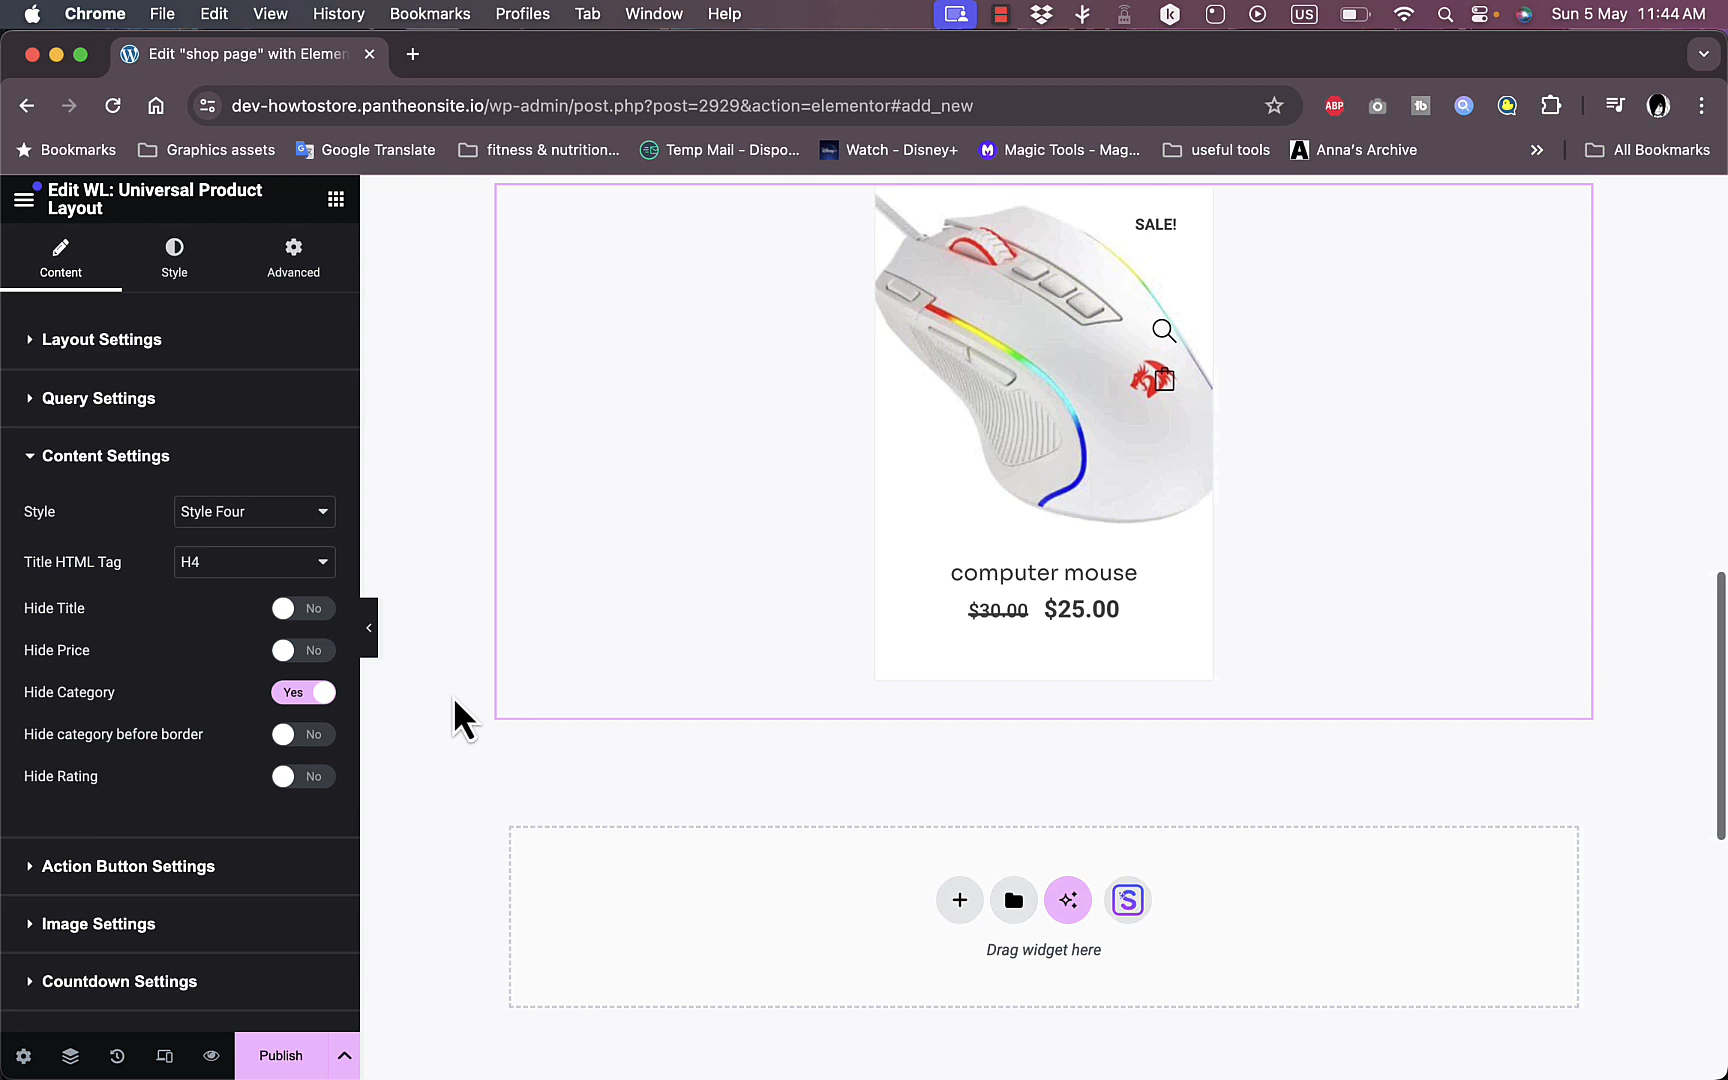 Chrome File Edit View History Bookmarks Profiles Tab Window Help US Sun 5 May 11:44 AM
Edit "shop page" with Elemen
dev-howtostore.pantheonsite.io/wp-admin/post.php?post=2929&action=elementor#add_new ABP tb
Bookmarks Graphics assets Google Translate fitness & nutrition... Temp Mail - Dispo... Watch - Disney+ Magic Tools - Mag... useful tools Anna's Archive All Bookmarks
Edit WL: Universal Product
Layout
Content Style Advanced
Layout Settings
Query Settings
Content Settings
Style Style Four
Title HTML Tag H4
Hide Title No
Hide Price No
Hide Category Yes
Hide category before border No
Hide Rating No
Action Button Settings
Image Settings
Countdown Settings
Publish
SALE!
computer mouse
$30.00 $25.00
S
Drag widget here